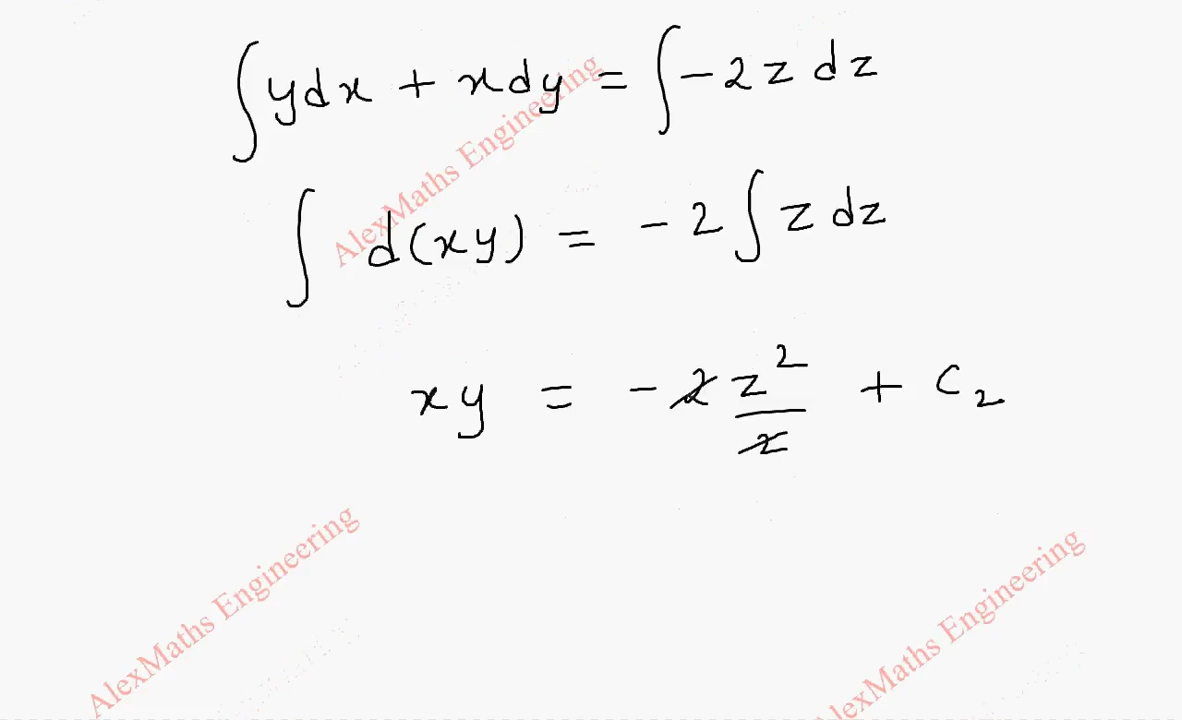 ∫ydx + xdy = ∫-2z dz
∫ d(xy) = -2∫z dz
xy = -2 z²/2 + C₂
AlexMaths Engineering
AlexMaths Engineering
AlexMaths Engineering